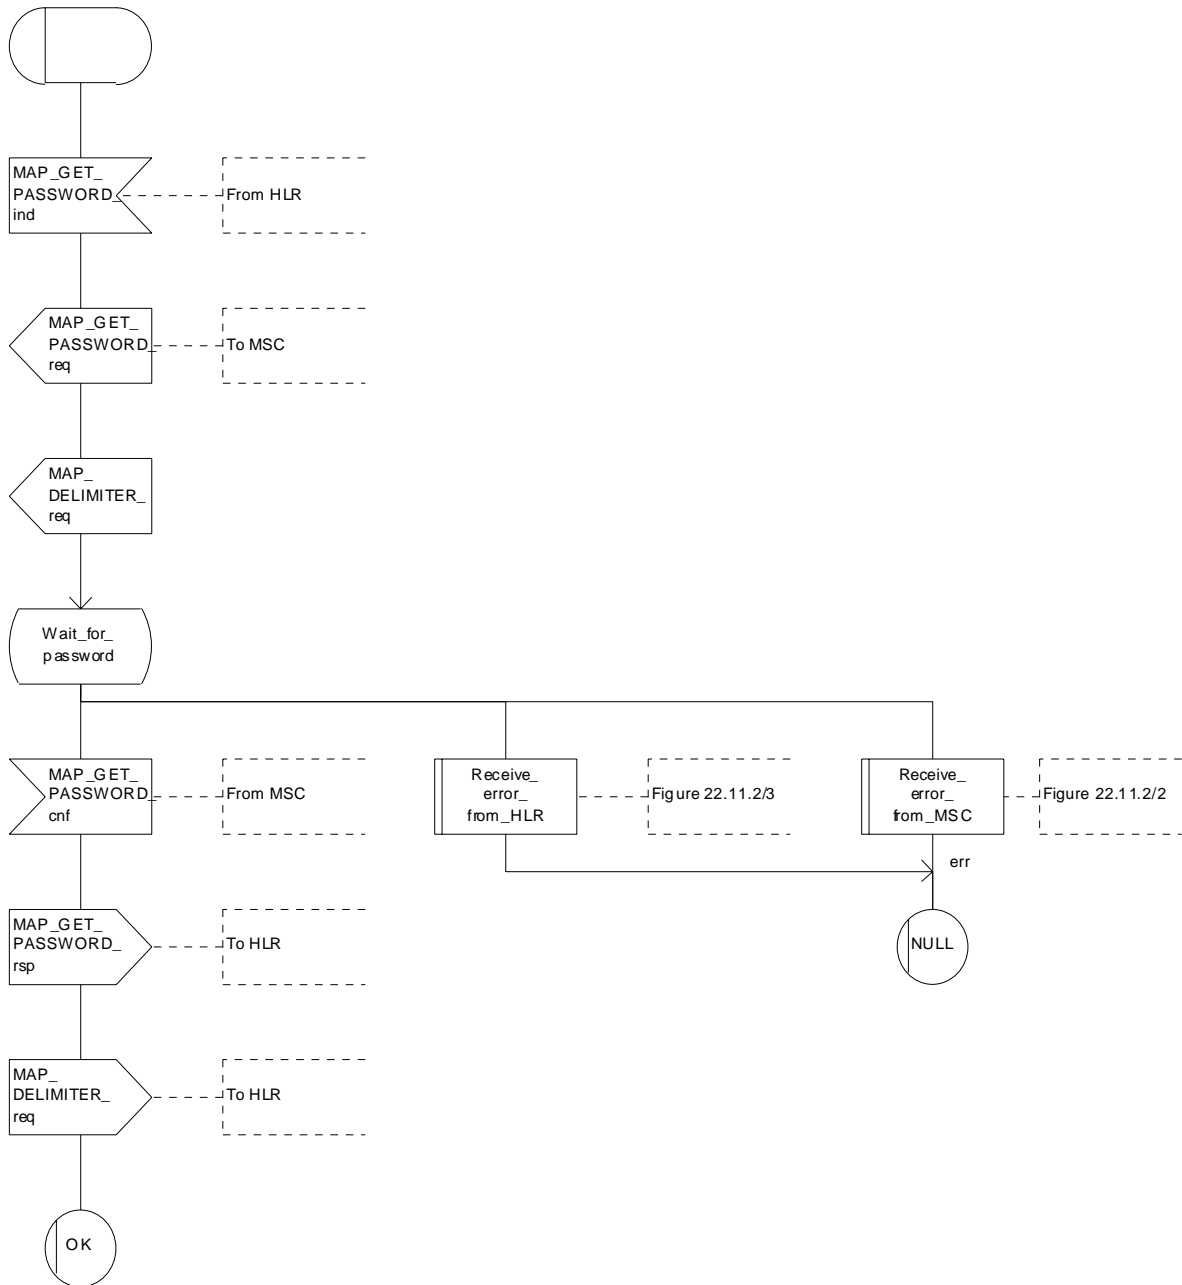 MAP_GET_
PASSWORD_
ind
From HLR
MAP_GET_
PASSWORD_
req
To MSC
MAP_
DELIMITER_
req
Wait_for_
password
MAP_GET_
PASSWORD_
cnf
From MSC
Receive_
error_
from_HLR
Figure 22.11.2/3
Receive_
error_
from_MSC
Figure 22.11.2/2
err
MAP_GET_
PASSWORD_
rsp
To HLR
NULL
MAP_
DELIMITER_
req
To HLR
OK